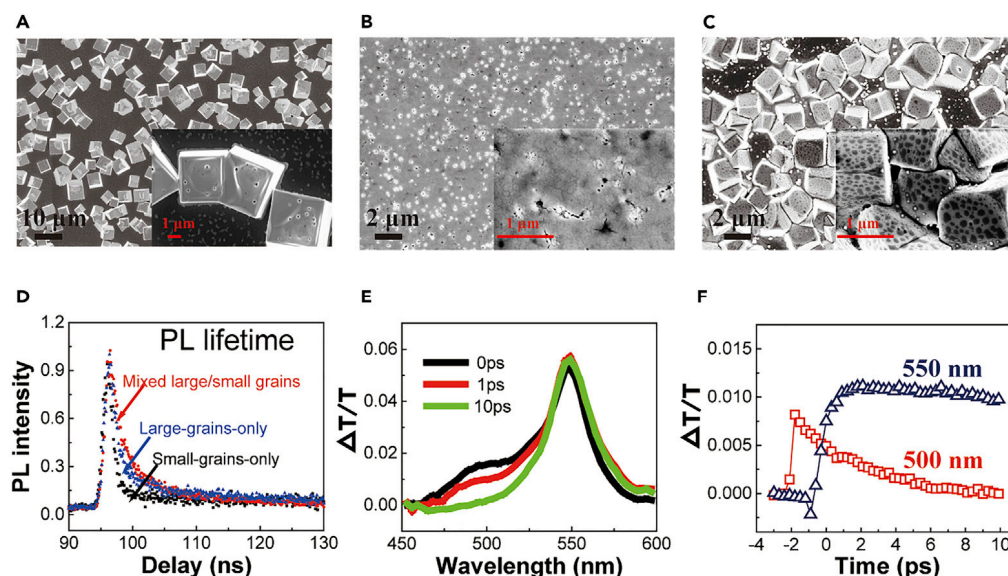 A
B
C
10 μm
1 μm
2 μm
1 μm
2 μm
1 μm
D
E
F
PL lifetime
Mixed large/small grains
Large-grains-only
Small-grains-only
PL intensity
1.2
0.9
0.6
0.3
0.0
90
100
110
120
130
Delay (ns)
0ps
1ps
10ps
ΔT/T
0.06
0.04
0.02
0.00
450
500
550
600
Wavelength (nm)
550 nm
500 nm
ΔT/T
0.015
0.010
0.005
0.000
-4
-2
0
2
4
6
8
10
Time (ps)